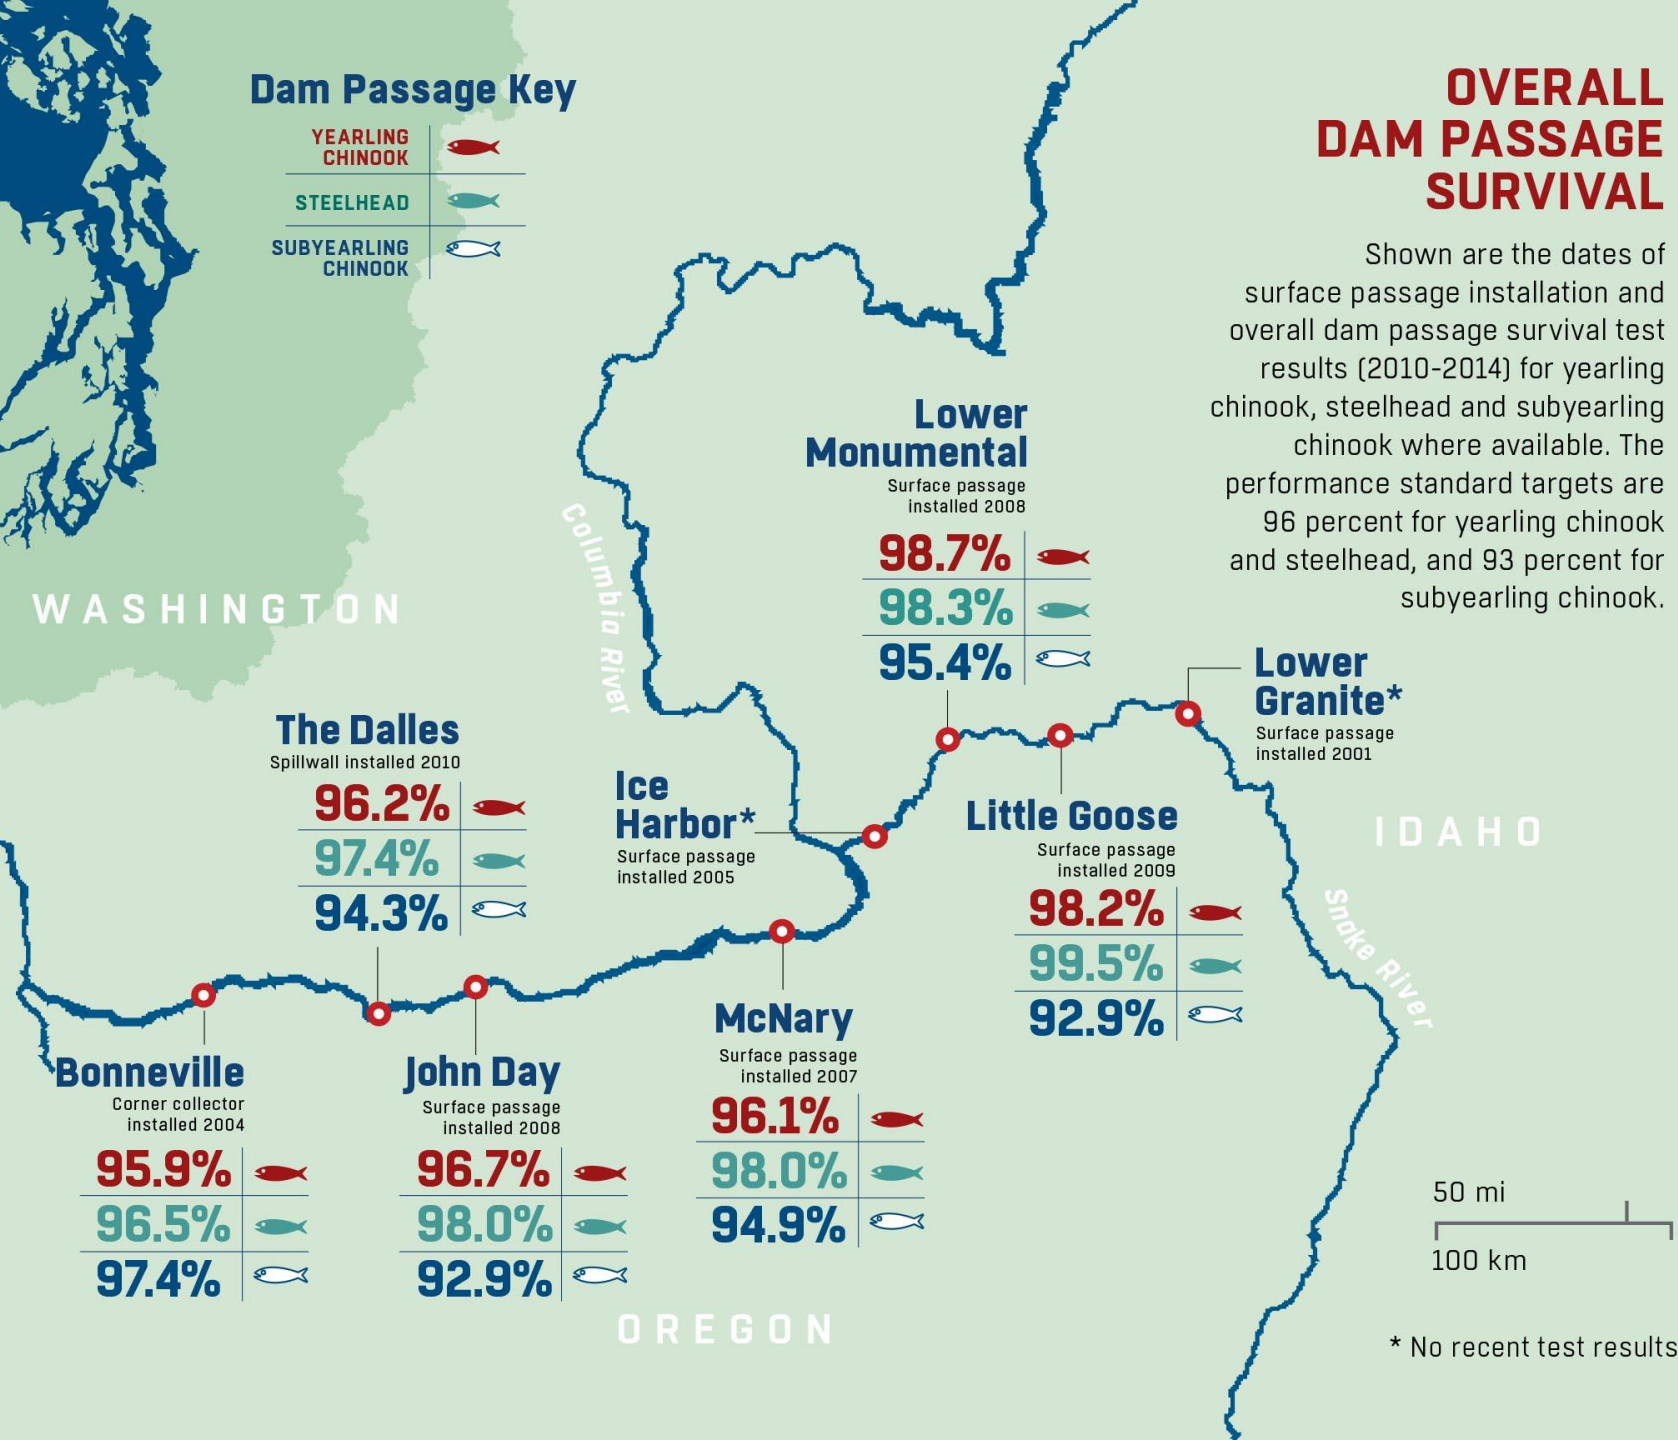 Dam Passage Key
YEARLING
CHINOOK
STEELHEAD
SUBYEARLING
CHINOOK
OVERALL
DAM PASSAGE
SURVIVAL
Shown are the dates of
surface passage installation and
overall dam passage survival test
results (2010-2014) for yearling
chinook, steelhead and subyearling
chinook where available. The
performance standard targets are
96 percent for yearling chinook
and steelhead, and 93 percent for
subyearling chinook.
Lower
Monumental
Surface passage
installed 2008
98.7%
98.3%
95.4%
Columbia River
WASHINGTON
Lower
Granite*
Surface passage
installed 2001
The Dalles
Spillwall installed 2010
96.2%
97.4%
94.3%
Ice
Harbor*
Surface passage
installed 2005
Little Goose
Surface passage
installed 2009
98.2%
99.5%
92.9%
IDAHO
Snake River
Bonneville
Corner collector
installed 2004
95.9%
96.5%
97.4%
John Day
Surface passage
installed 2008
96.7%
98.0%
92.9%
McNary
Surface passage
installed 2007
96.1%
98.0%
94.9%
OREGON
50 mi
100 km
* No recent test results